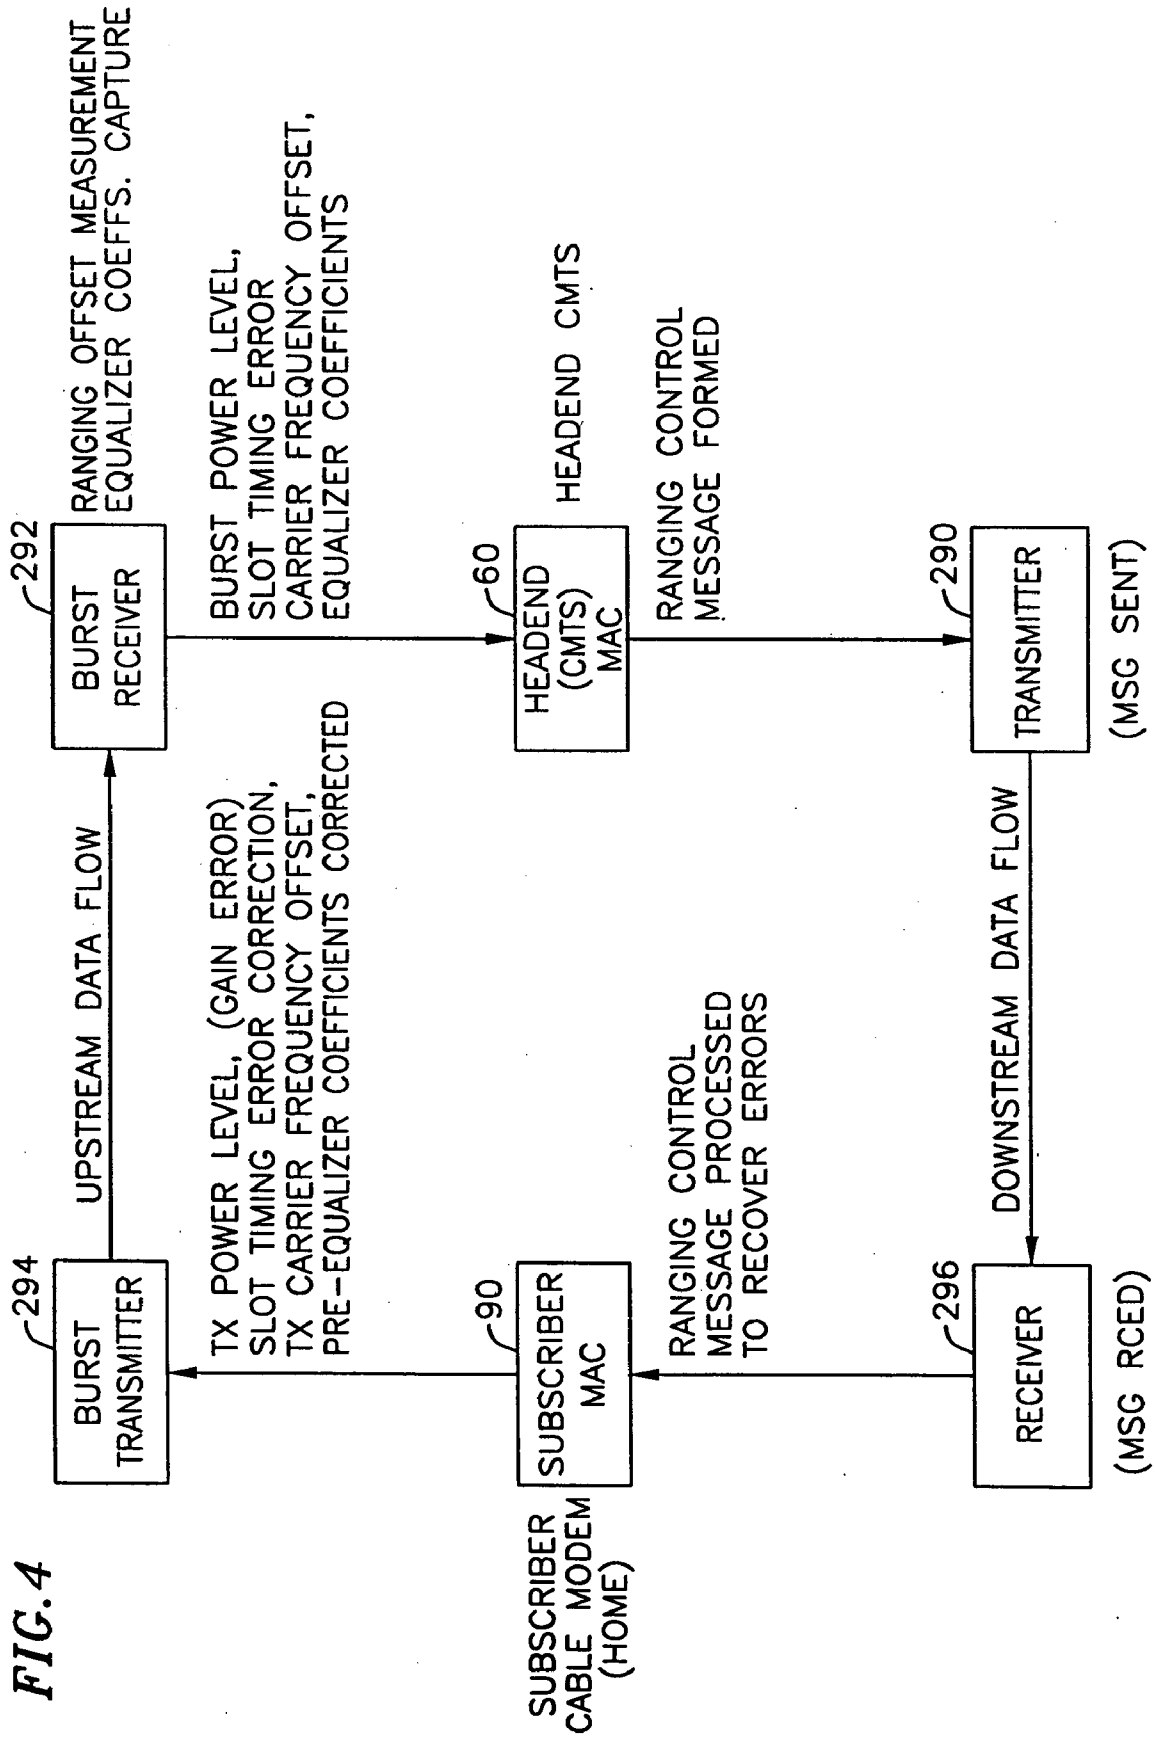 FIG.4
294
BURST
TRANSMITTER
UPSTREAM DATA FLOW
292
BURST
RECEIVER
RANGING OFFSET MEASUREMENT
EQUALIZER COEFFS. CAPTURE
TX POWER LEVEL, (GAIN ERROR)
SLOT TIMING ERROR CORRECTION,
TX CARRIER FREQUENCY OFFSET,
PRE-EQUALIZER COEFFICIENTS CORRECTED
BURST POWER LEVEL,
SLOT TIMING ERROR
CARRIER FREQUENCY OFFSET,
EQUALIZER COEFFICIENTS
SUBSCRIBER
CABLE MODEM
(HOME)
90
SUBSCRIBER
MAC
60
HEADEND
(CMTS)
MAC
HEADEND CMTS
RANGING CONTROL
MESSAGE PROCESSED
TO RECOVER ERRORS
RANGING CONTROL
MESSAGE FORMED
296
RECEIVER
(MSG RCED)
DOWNSTREAM DATA FLOW
290
TRANSMITTER
(MSG SENT)